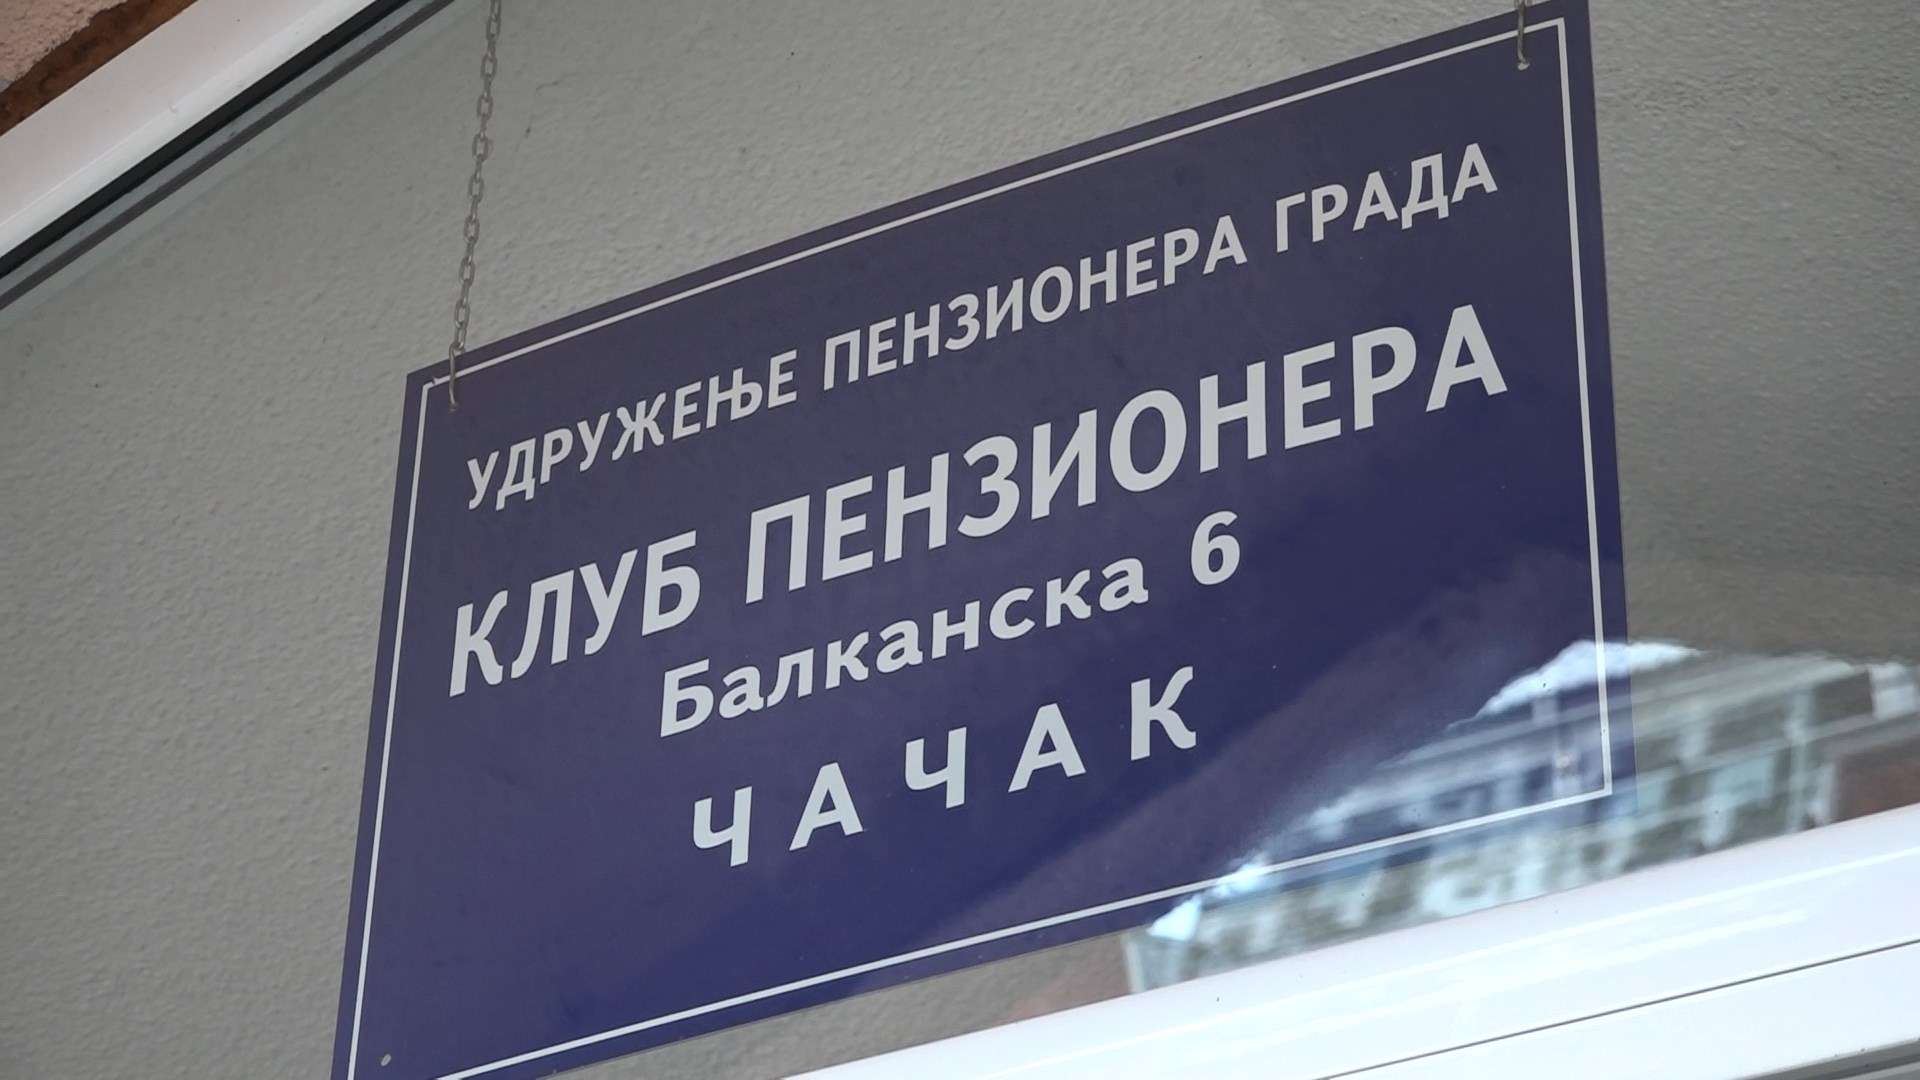 УДРУЖЕЊЕ ПЕНЗИОНЕРА ГРАДА
КЛУБ ПЕНЗИОНЕРА
Балканска 6
ЧАЧАК